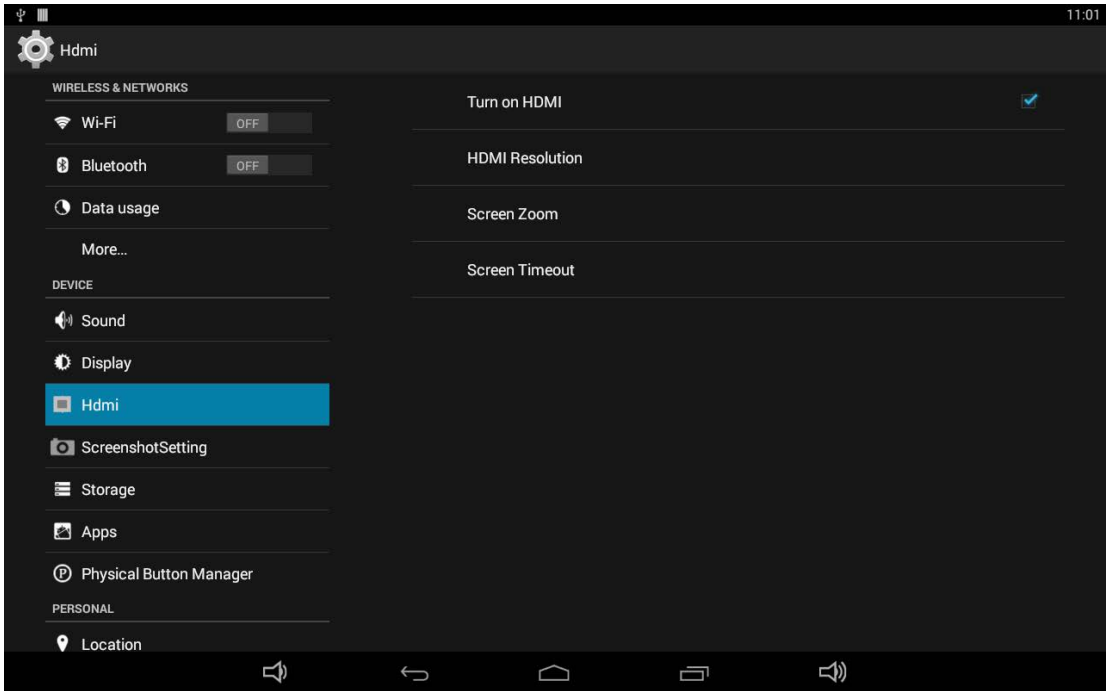 11:01
Hdmi
WIRELESS & NETWORKS
Wi-Fi OFF
Bluetooth OFF
Data usage
More...
DEVICE
Sound
Display
Hdmi
ScreenshotSetting
Storage
Apps
Physical Button Manager
PERSONAL
Location
Turn on HDMI
HDMI Resolution
Screen Zoom
Screen Timeout